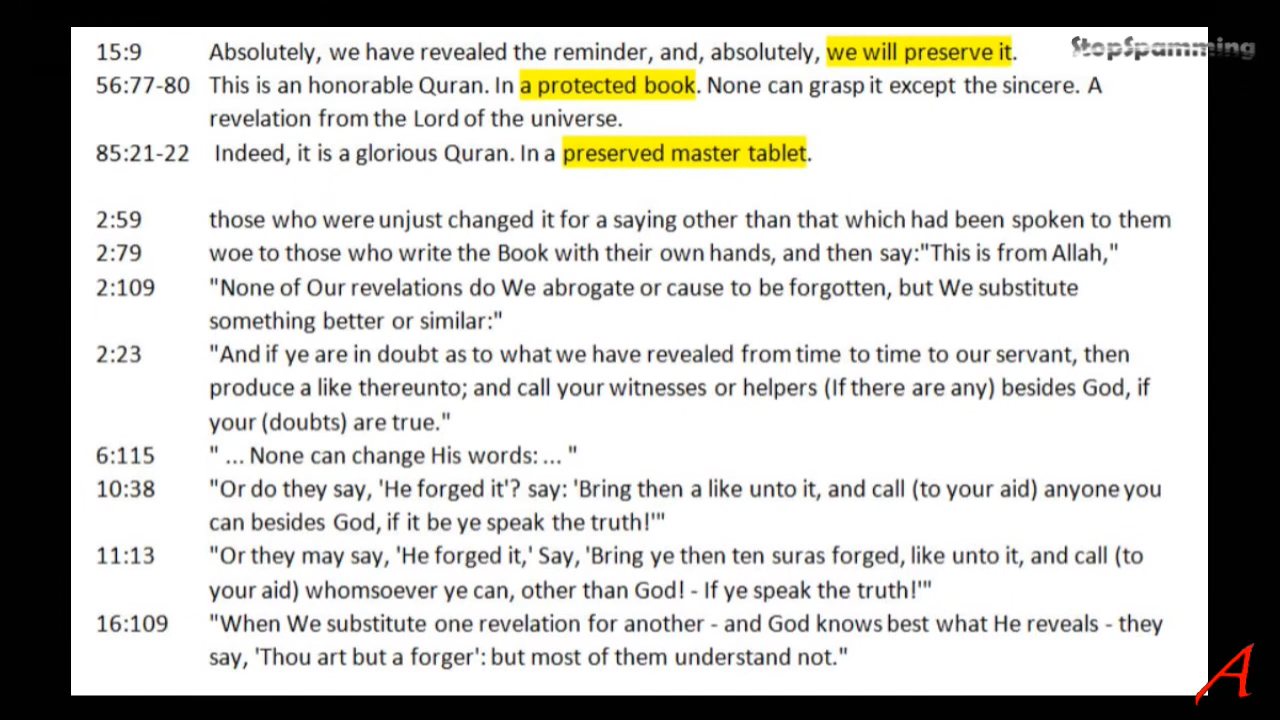 15:9 Absolutely, we have revealed the reminder, and, absolutely, we will preserve it.
StopSpamming
56:77-80 This is an honorable Quran. In a protected book. None can grasp it except the sincere. A
revelation from the Lord of the universe.
85:21-22 Indeed, it is a glorious Quran. In a preserved master tablet.
2:59 those who were unjust changed it for a saying other than that which had been spoken to them
2:79 woe to those who write the Book with their own hands, and then say:"This is from Allah,"
2:109 "None of Our revelations do We abrogate or cause to be forgotten, but We substitute
something better or similar:"
2:23 "And if ye are in doubt as to what we have revealed from time to time to our servant, then
produce a like thereunto; and call your witnesses or helpers (If there are any) besides God, if
your (doubts) are true."
6:115 " ... None can change His words: ... "
10:38 "Or do they say, 'He forged it'? say: 'Bring then a like unto it, and call (to your aid) anyone you
can besides God, if it be ye speak the truth!'"
11:13 "Or they may say, 'He forged it,' Say, 'Bring ye then ten suras forged, like unto it, and call (to
your aid) whomsoever ye can, other than God! - If ye speak the truth!'"
16:109 "When We substitute one revelation for another - and God knows best what He reveals - they
say, 'Thou art but a forger': but most of them understand not."
A